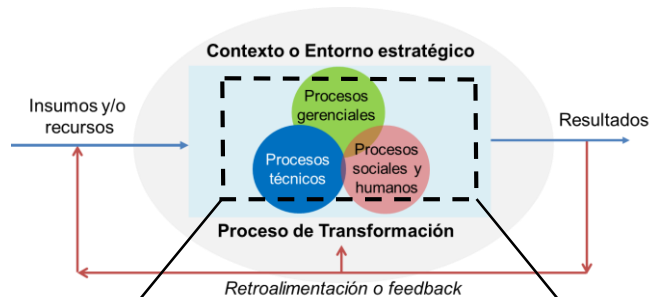 Contexto o Entorno estratégico
Insumos y/o
recursos
Procesos
gerenciales
Resultados
Procesos
técnicos
Procesos
sociales y
humanos
Proceso de Transformación
Retroalimentación o feedback